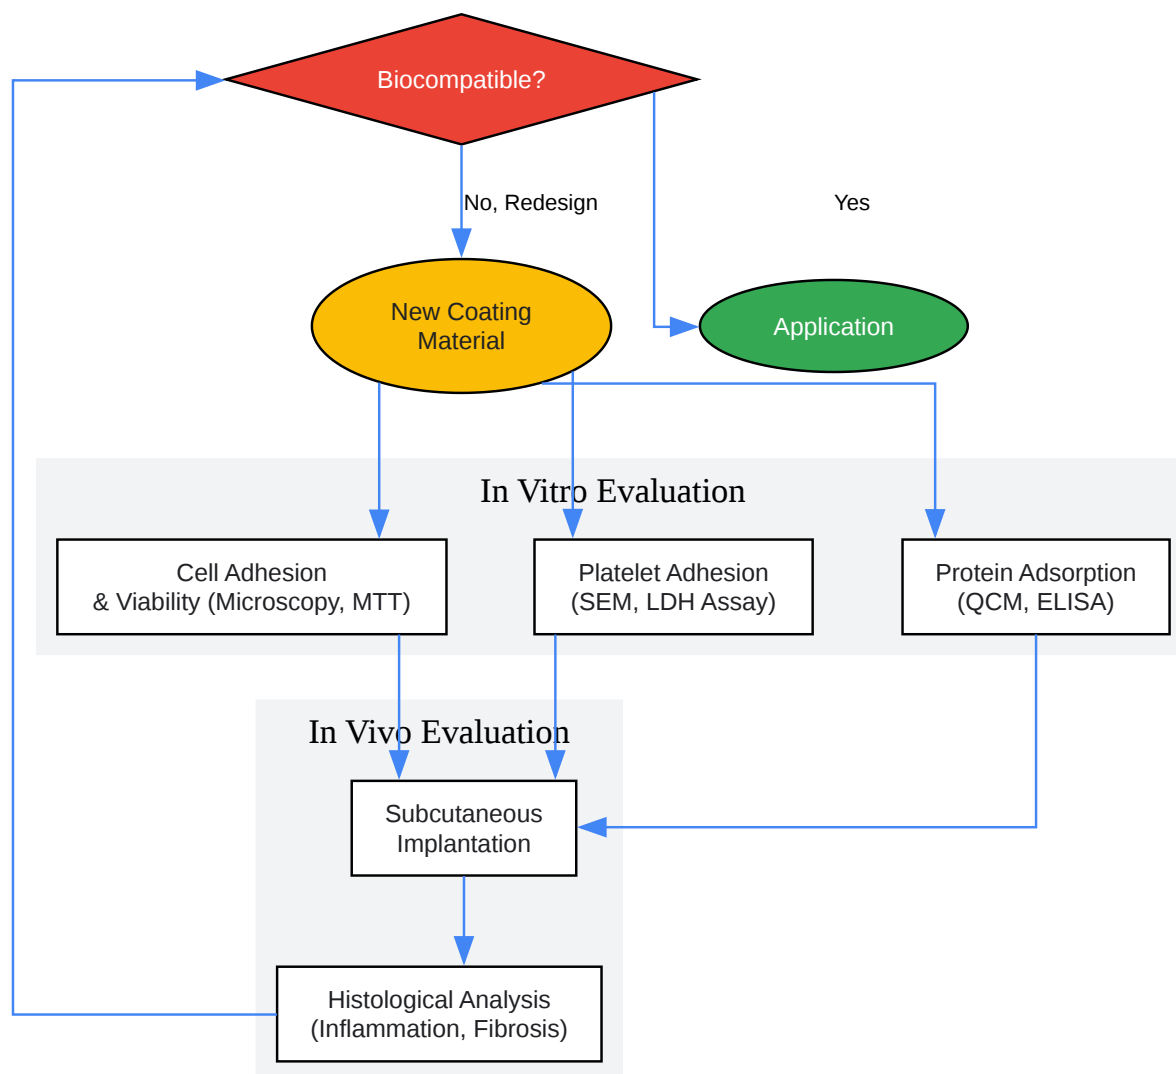 Biocompatible?
No, Redesign
Yes
New Coating
Material
Application
In Vitro Evaluation
Cell Adhesion
& Viability (Microscopy, MTT)
Platelet Adhesion
(SEM, LDH Assay)
Protein Adsorption
(QCM, ELISA)
In Vivo Evaluation
Subcutaneous
Implantation
Histological Analysis
(Inflammation, Fibrosis)